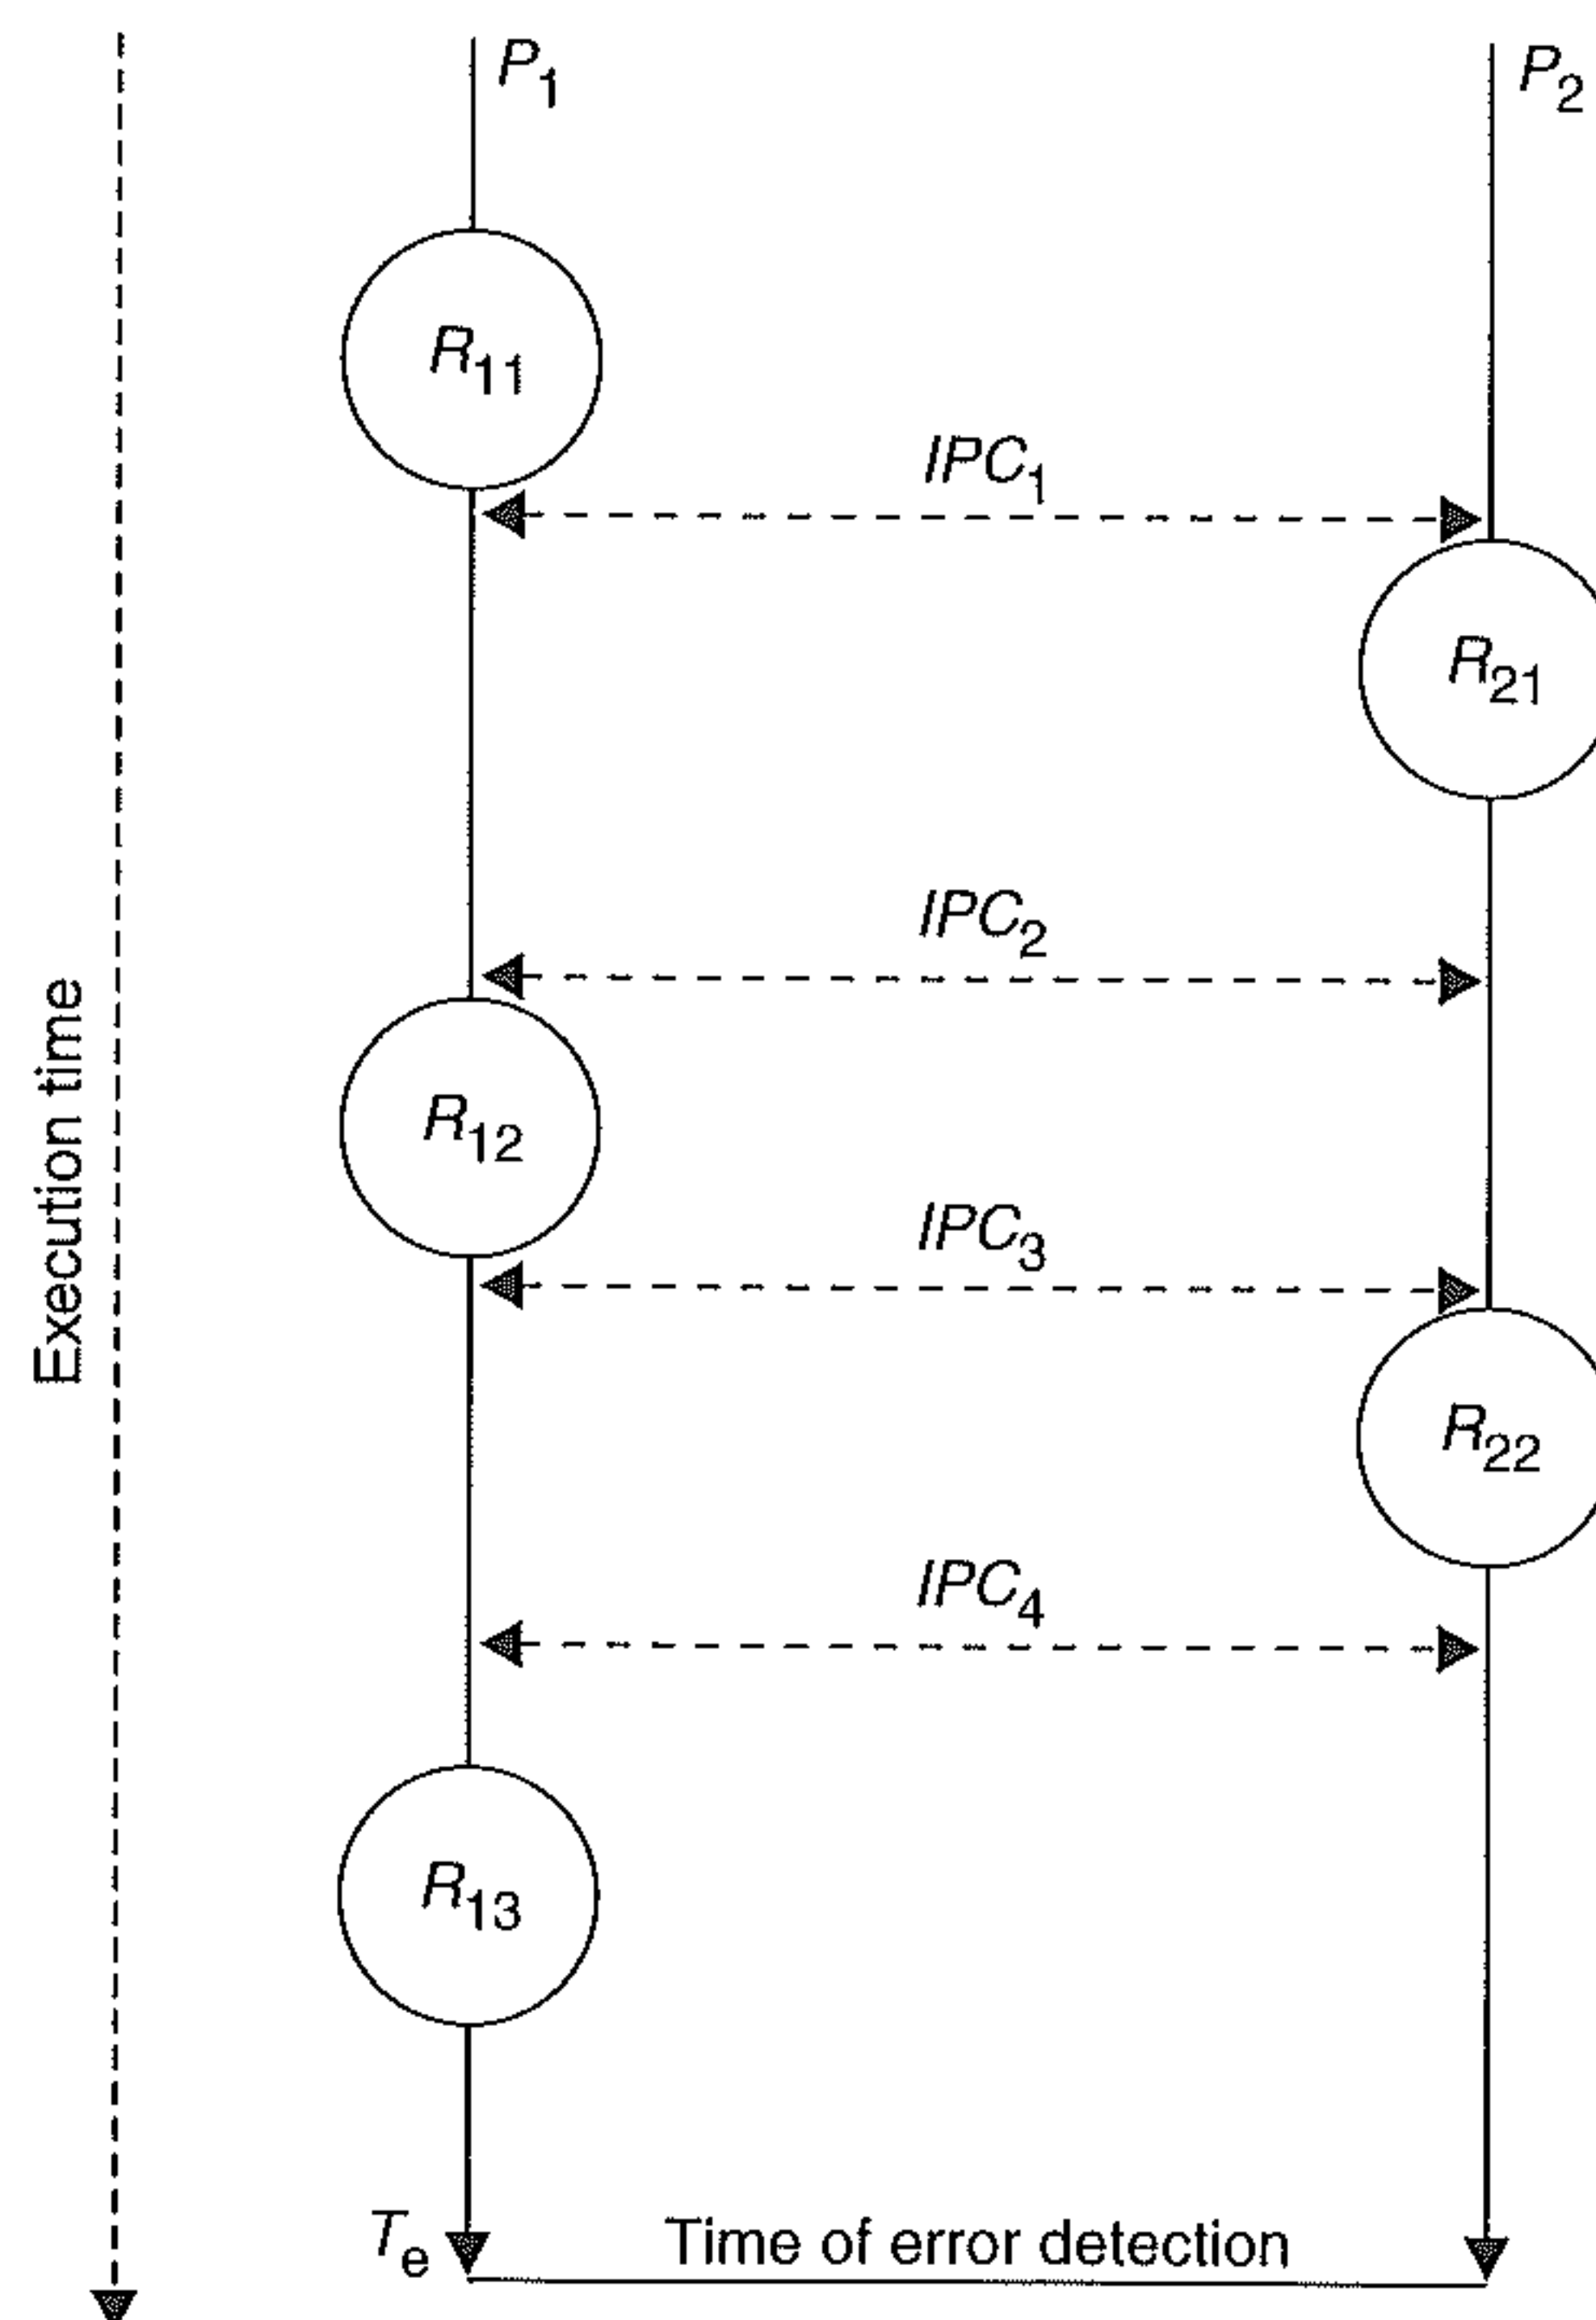 P1
P2
R11
IPC1
R21
IPC2
Execution time
R12
IPC3
R22
IPC4
R13
Te
Time of error detection